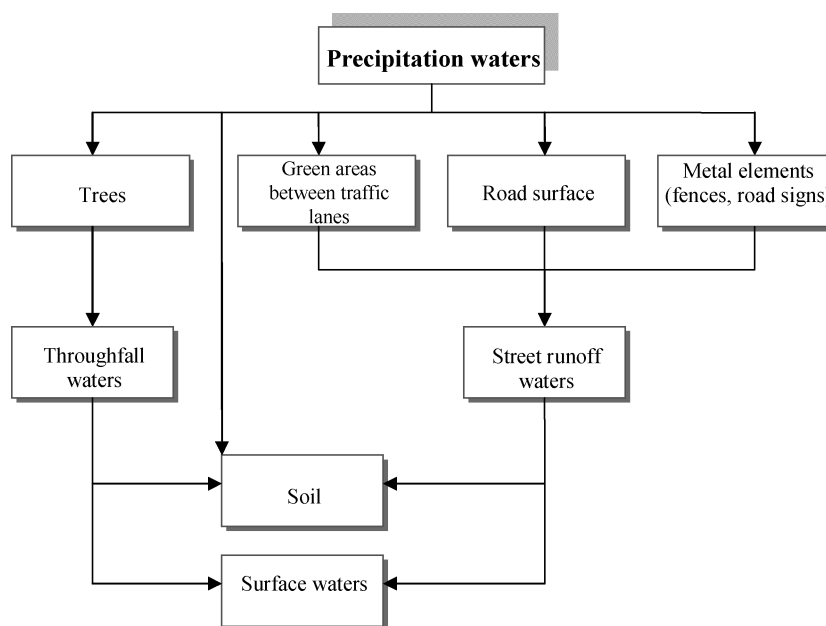 Precipitation waters
Trees
Green areas
between traffic
lanes
Road surface
Metal elements
(fences, road signs)
Throughfall
waters
Street runoff
waters
Soil
Surface waters